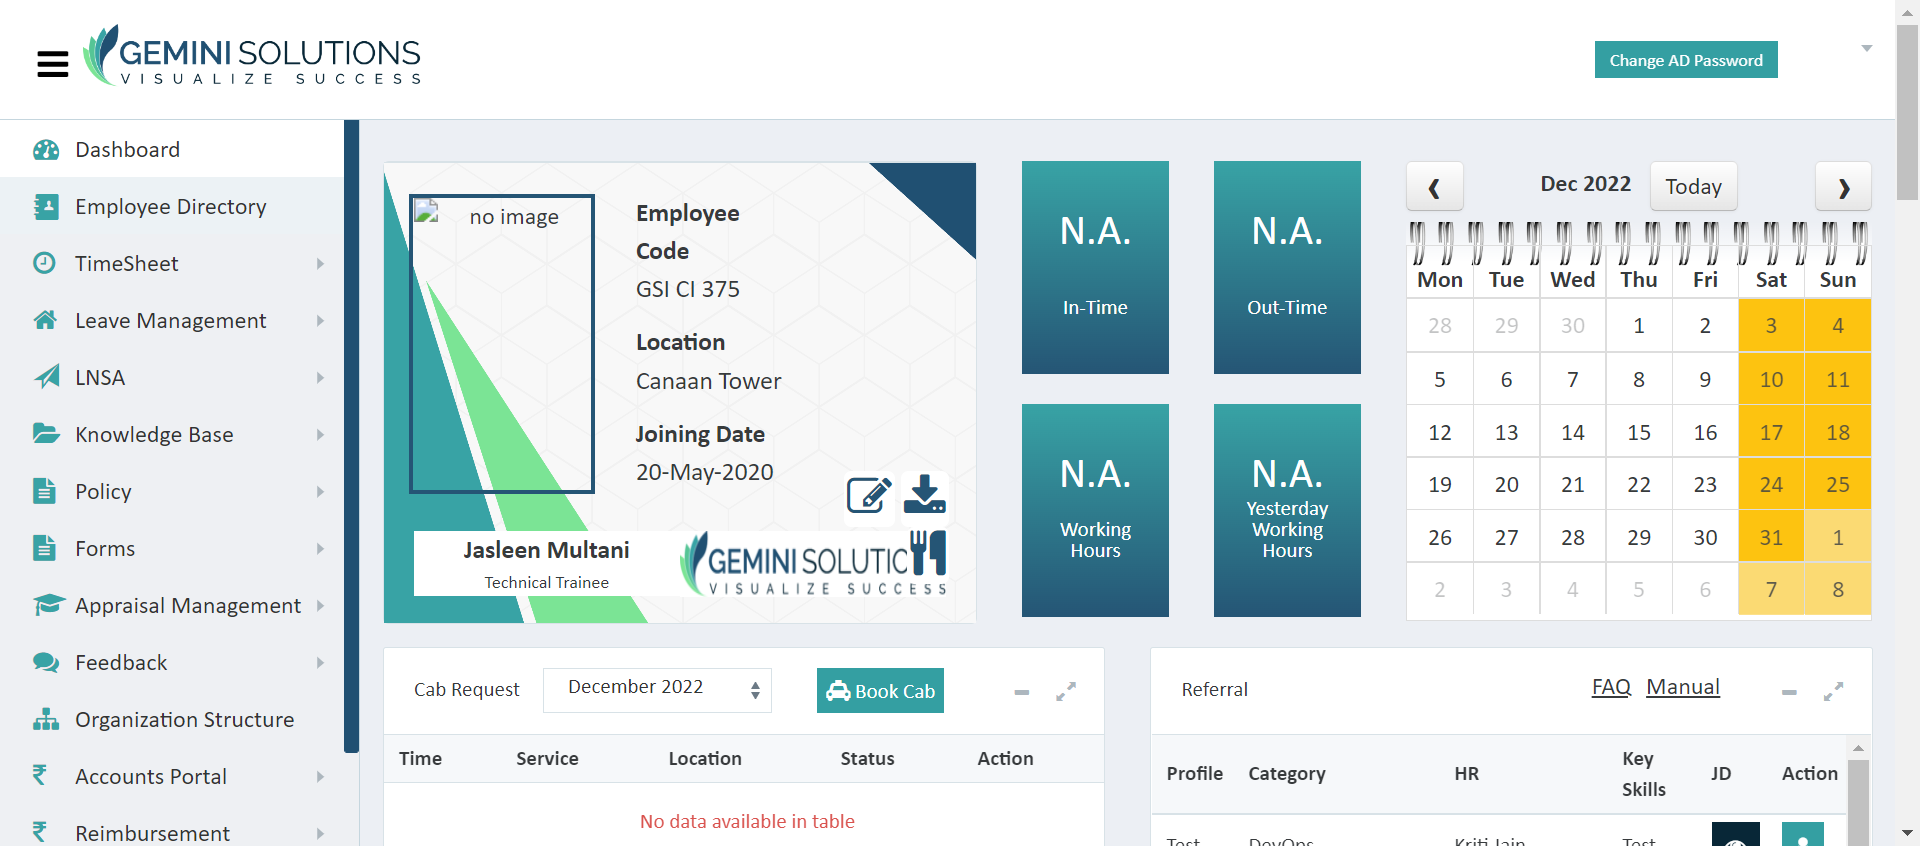 GEMINI SOLUTIONS
VISUALIZE SUCCESS
Change AD Password
Dashboard
Employee Directory
TimeSheet
Leave Management
LNSA
Knowledge Base
Policy
Forms
Appraisal Management
Feedback
Organization Structure
Accounts Portal
Reimbursement
no image
Employee
Code
GSI CI 375
Location
Canaan Tower
Joining Date
20-May-2020
Jasleen Multani
Technical Trainee
GEMINI SOLUTIC
VISUALIZE SUCCESS
N.A.
In-Time
N.A.
Out-Time
N.A.
Working
Hours
N.A.
Yesterday
Working
Hours
Dec 2022 Today
Mon Tue Wed Thu Fri Sat Sun
28 29 30 1 2 3 4
5 6 7 8 9 10 11
12 13 14 15 16 17 18
19 20 21 22 23 24 25
26 27 28 29 30 31 1
2 3 4 5 6 7 8
Cab Request December 2022 Book Cab
Time Service Location Status Action
No data available in table
Referral FAQ Manual
Profile Category HR Key Skills JD Action
Test DevOps Kriti Jain Test